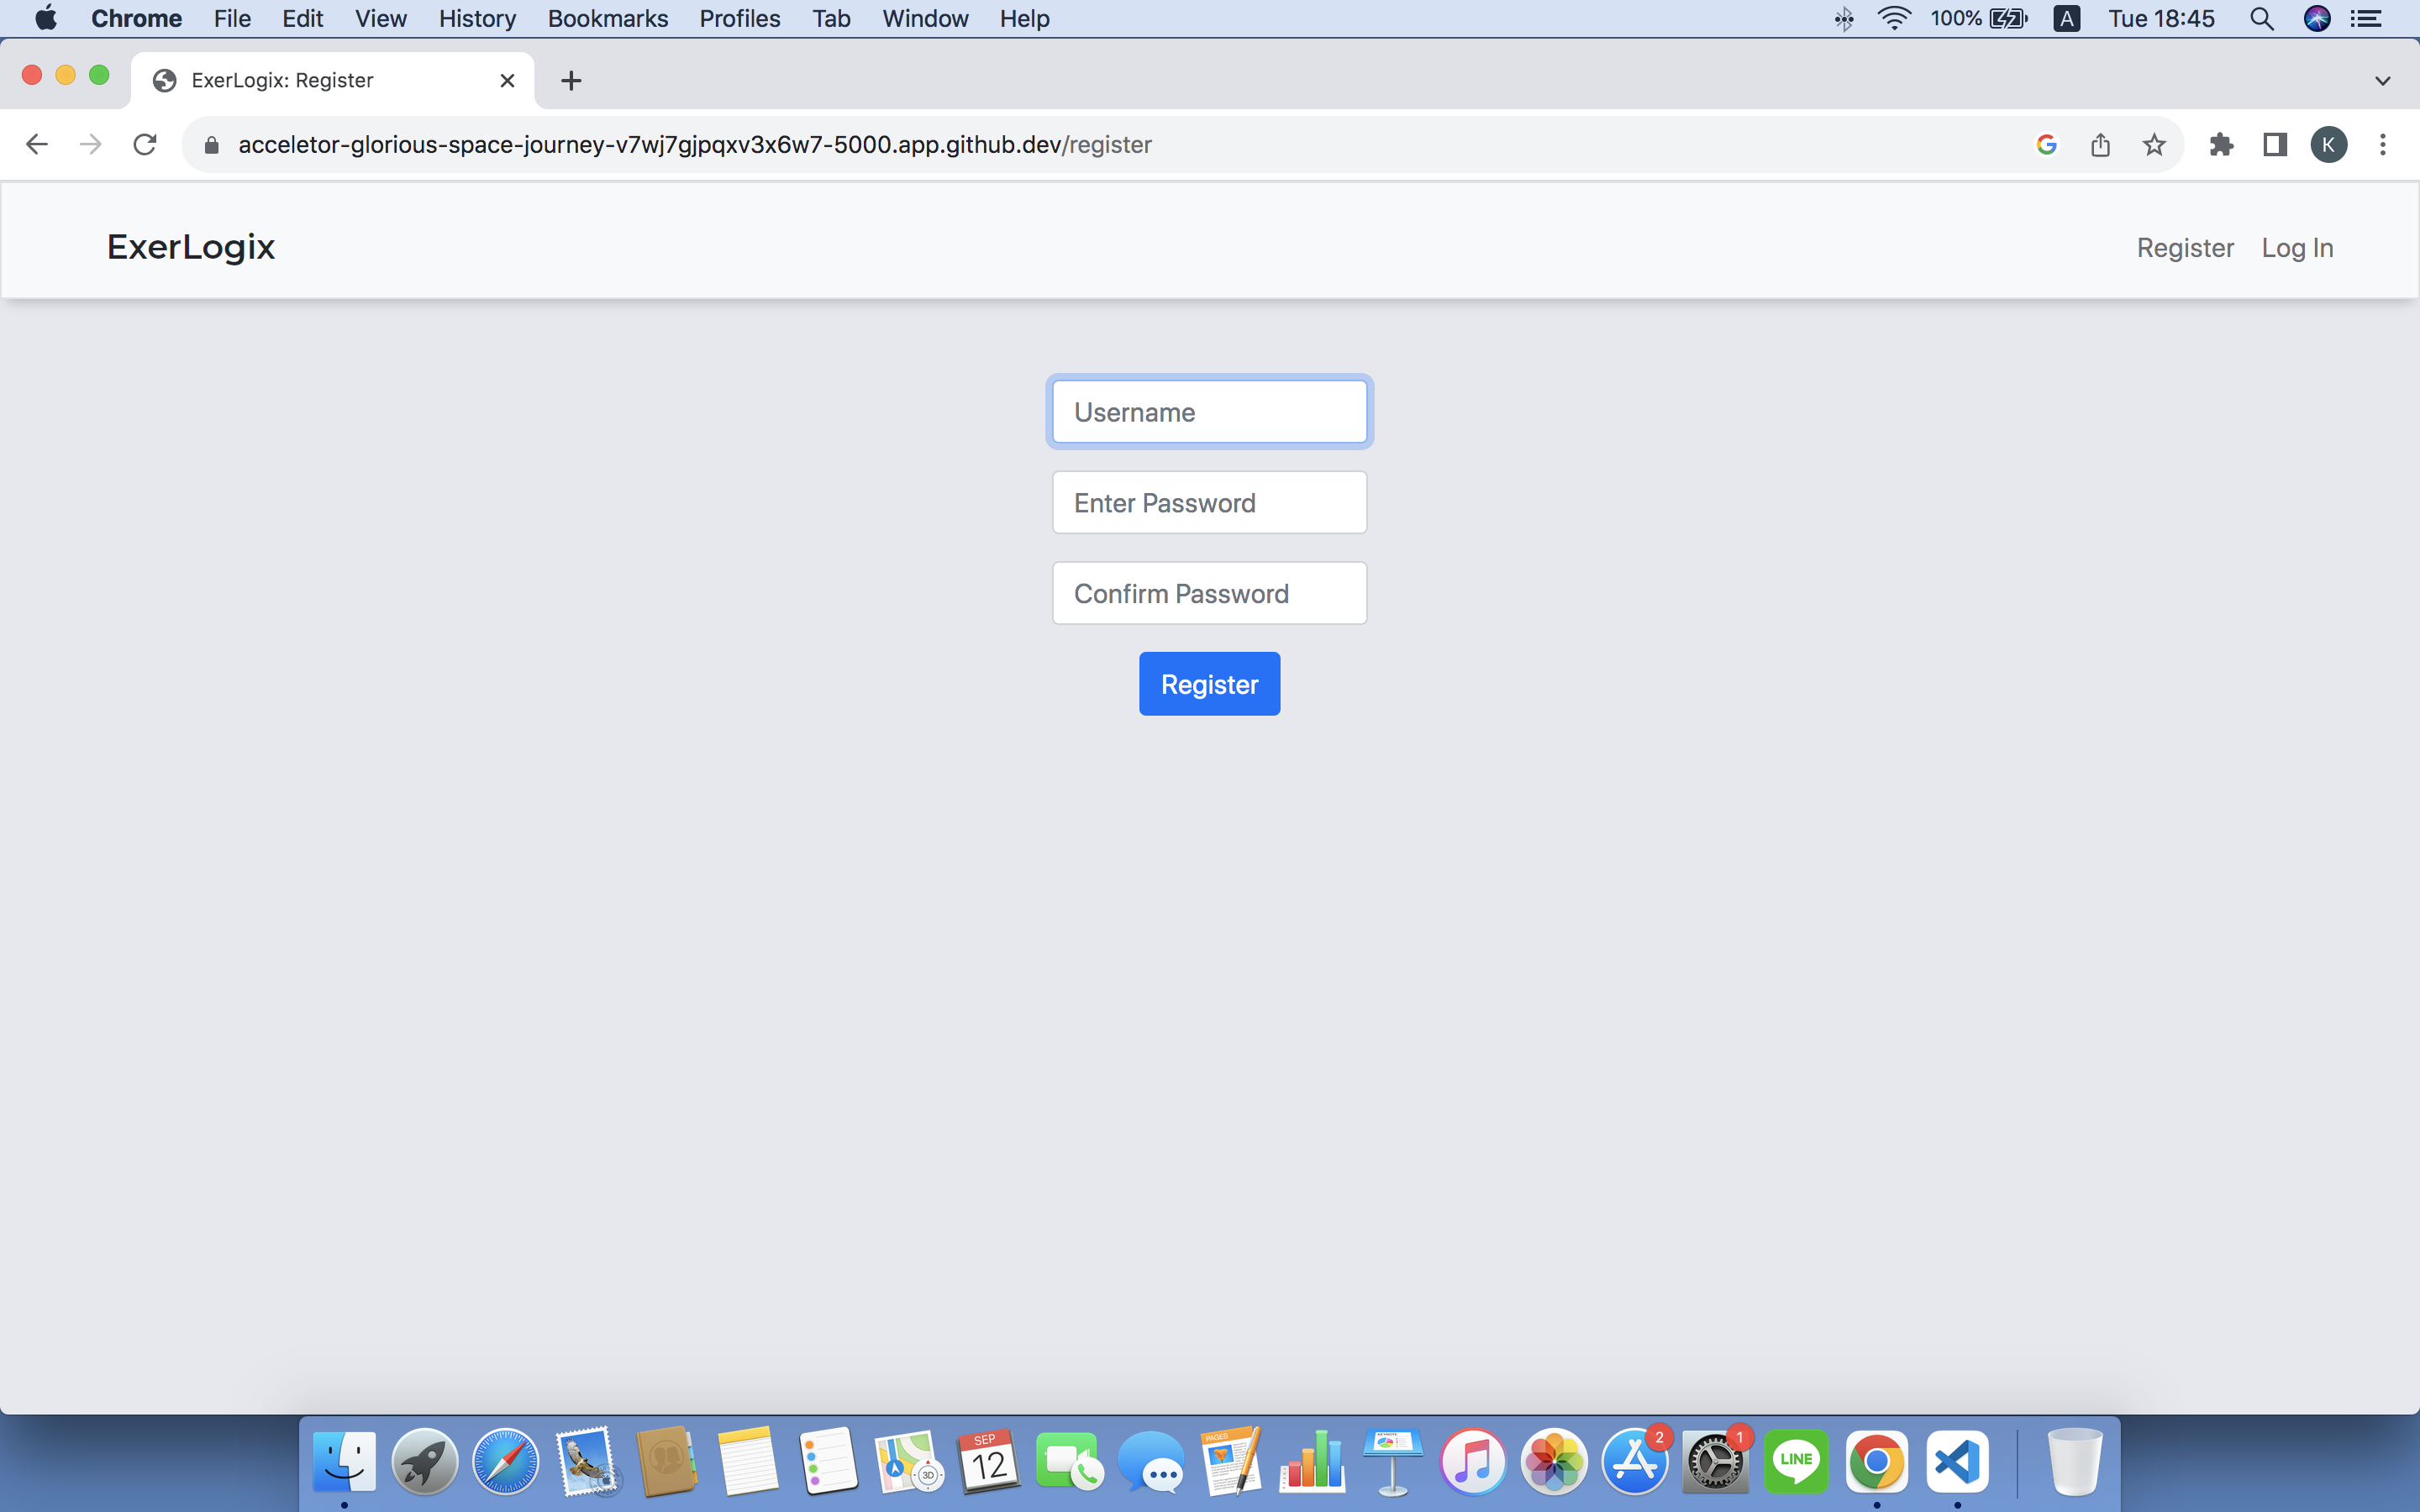 Chrome File Edit View History Bookmarks Profiles Tab Window Help 100% A Tue 18:45
ExerLogix: Register
acceletor-glorious-space-journey-v7wj7gjpqxv3x6w7-5000.app.github.dev/register K
ExerLogix Register Log In
Username
Enter Password
Confirm Password
Register
SEP
12
PAGES
3D
2
1
LINE